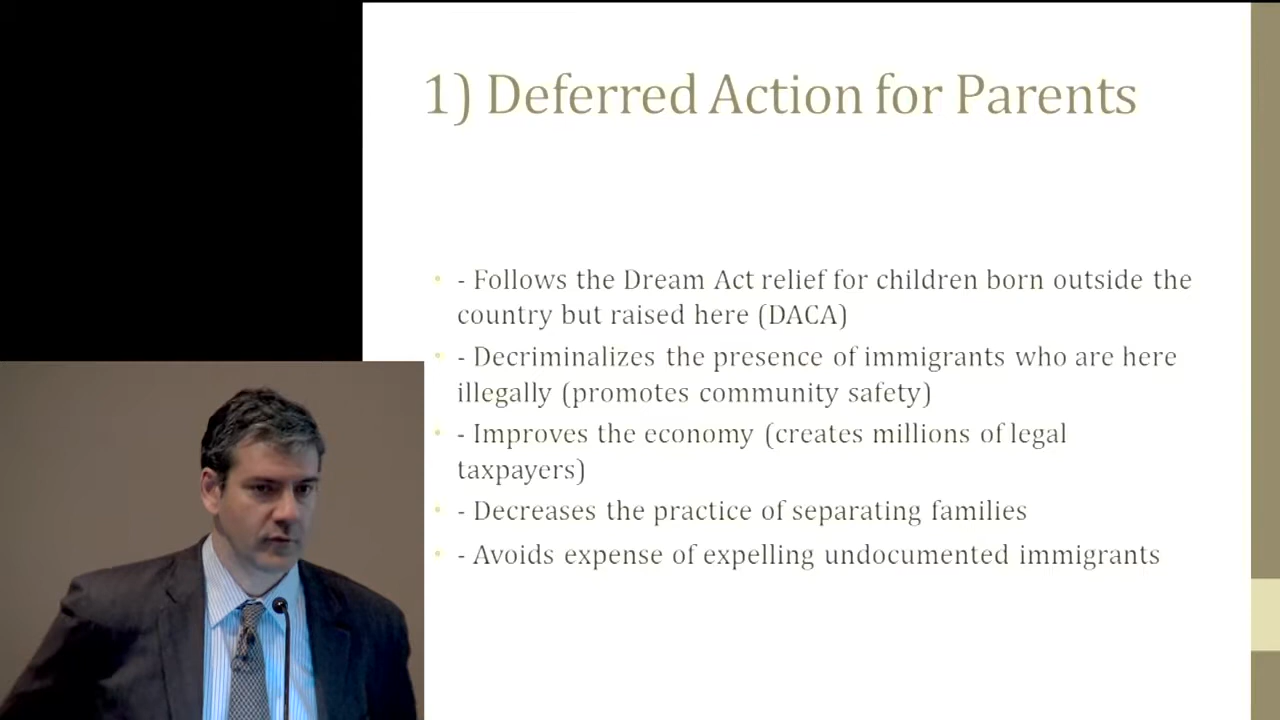 1) Deferred Action for Parents
• - Follows the Dream Act relief for children born outside the
country but raised here (DACA)
• - Decriminalizes the presence of immigrants who are here
illegally (promotes community safety)
• - Improves the economy (creates millions of legal
taxpayers)
• - Decreases the practice of separating families
• - Avoids expense of expelling undocumented immigrants